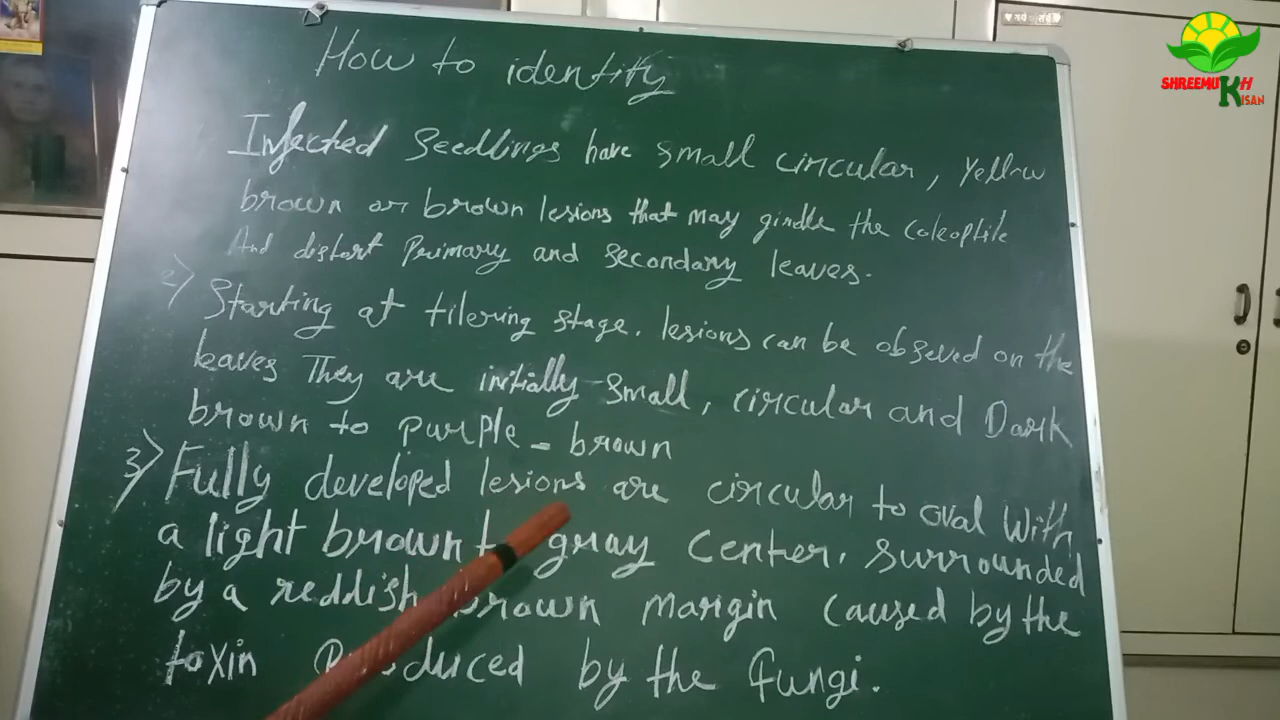 SHREEMUKH
KISAN
How to identity
Infected Seedlings have small circular, yellow
brown or brown lesions that may girdle the Coleoptile
And distort Primary and secondary leaves.
2) Starting at tilering stage. lesions can be obseved on the
leaves They are initially small, circular and Dark
brown to purple - brown
3) Fully developed lesions are circular to oval with
a light brown gray center, surrounded
by a reddish brown margin caused by the
toxin Produced by the fungi.